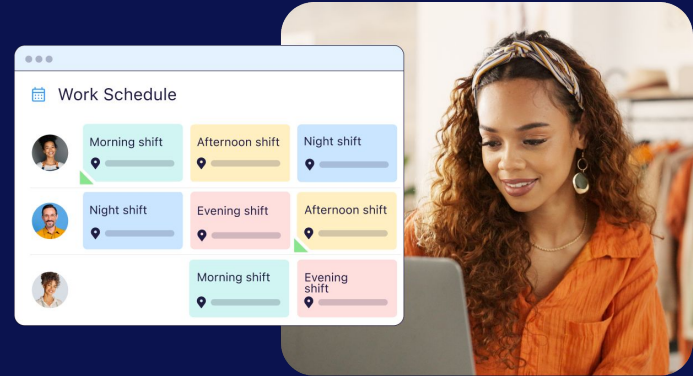 Work Schedule
Morning shift
Afternoon shift
Night shift
Night shift
Evening shift
Afternoon shift
Morning shift
Evening
shift